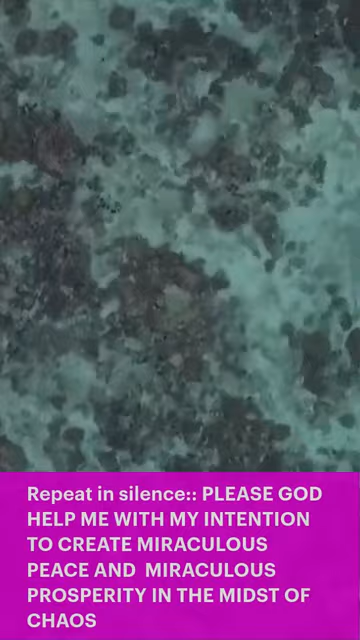 Repeat in silence:: PLEASE GOD
HELP ME WITH MY INTENTION
TO CREATE MIRACULOUS
PEACE AND  MIRACULOUS
PROSPERITY IN THE MIDST OF
CHAOS